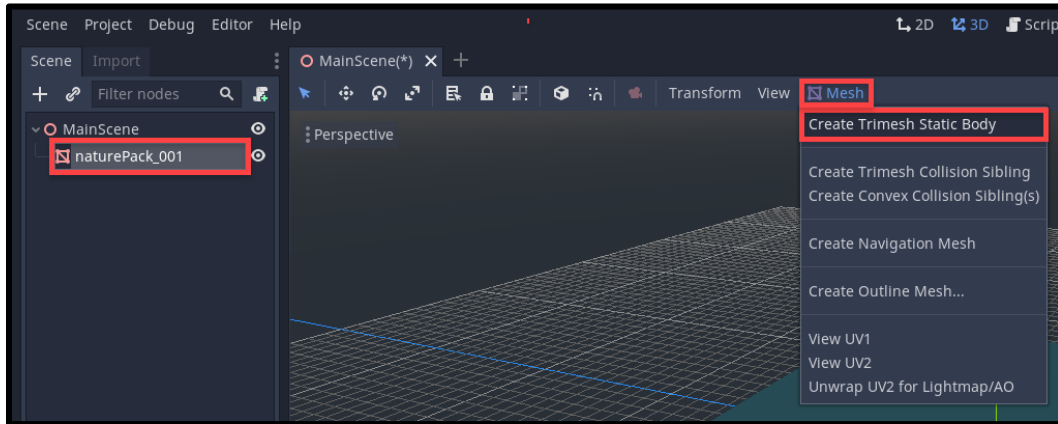 Scene Project Debug Editor Help
2D 3D Scrip
Scene Import
MainScene(*)
Filter nodes
Transform View Mesh
MainScene
naturePack_001
Perspective
Create Trimesh Static Body
Create Trimesh Collision Sibling
Create Convex Collision Sibling(s)
Create Navigation Mesh
Create Outline Mesh...
View UV1
View UV2
Unwrap UV2 for Lightmap/AO